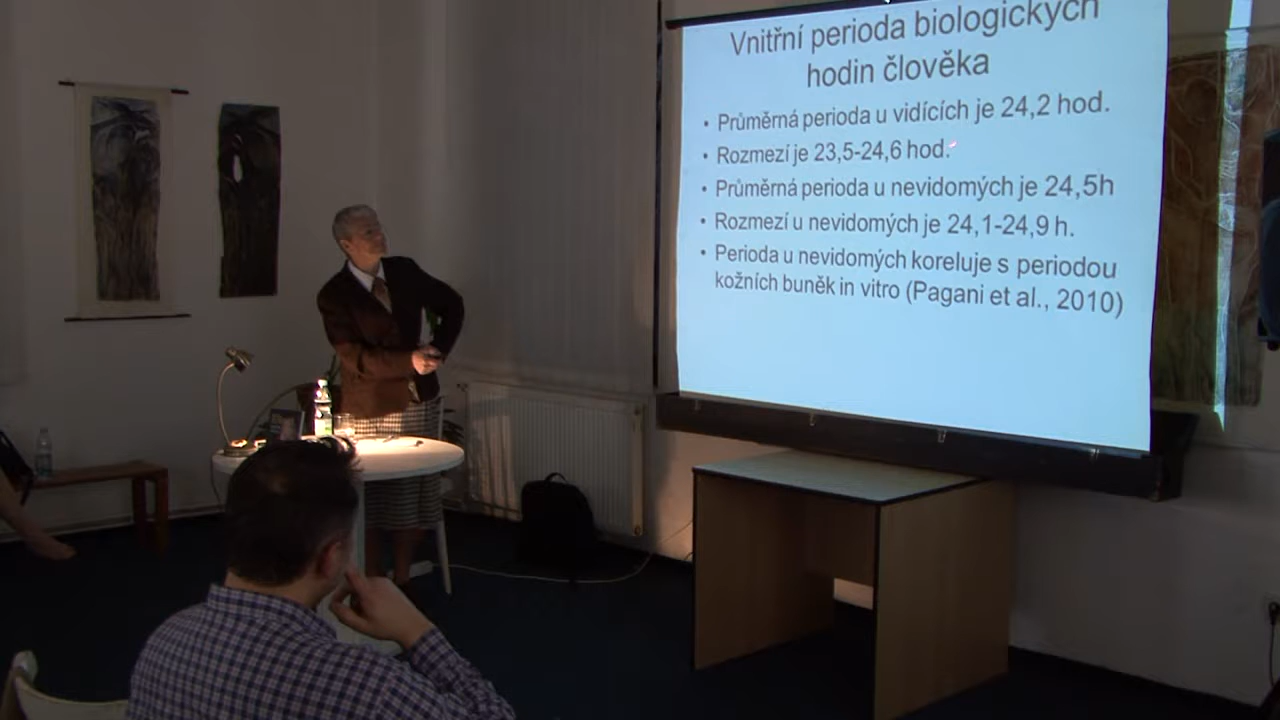 Vnitřní perioda biologických
hodin člověka
• Průměrná perioda u vidících je 24,2 hod.
• Rozmezí je 23,5-24,6 hod.
• Průměrná perioda u nevidomých je 24,5h
• Rozmezí u nevidomých je 24,1-24,9 h.
• Perioda u nevidomých koreluje s periodou
kožních buněk in vitro (Pagani et al., 2010)